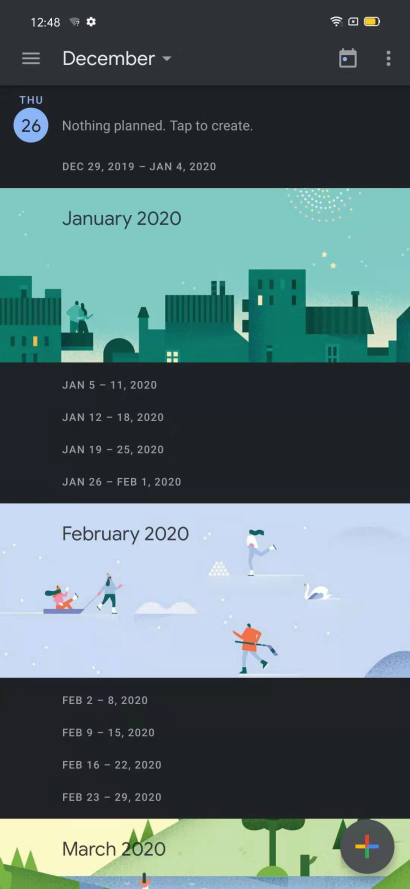 12:48
December
THU
26
Nothing planned. Tap to create.
DEC 29, 2019 – JAN 4, 2020
January 2020
JAN 5 – 11, 2020
JAN 12 – 18, 2020
JAN 19 – 25, 2020
JAN 26 – FEB 1, 2020
February 2020
FEB 2 – 8, 2020
FEB 9 – 15, 2020
FEB 16 – 22, 2020
FEB 23 – 29, 2020
March 2020